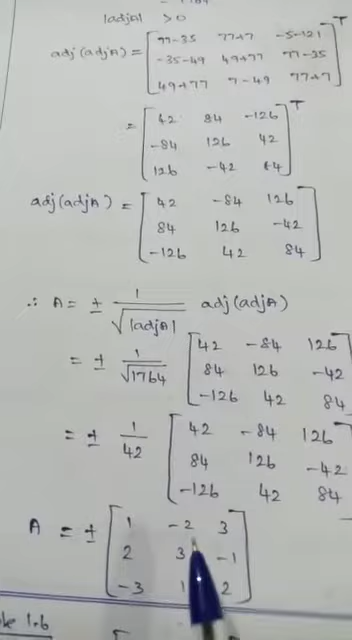 |adjA| > 0
adj(adjA) = [ 77-35 77+7 -5-121 ]T
[ -35-49 49+77 77-35 ]
[ 49+77 7-49 77+7 ]
= [ 42 84 -126 ]T
[ -84 126 42 ]
[ 126 -42 84 ]
adj(adjA) = [ 42 -84 126 ]
[ 84 126 -42 ]
[ -126 42 84 ]
∴ A = ± 1/√|adjA| adj(adjA)
= ± 1/√1764 [ 42 -84 126 ]
[ 84 126 -42 ]
[ -126 42 84 ]
= ± 1/42 [ 42 -84 126 ]
[ 84 126 -42 ]
[ -126 42 84 ]
A = ± [ 1 -2 3 ]
[ 2 3 -1 ]
[ -3 1 2 ]
1.6